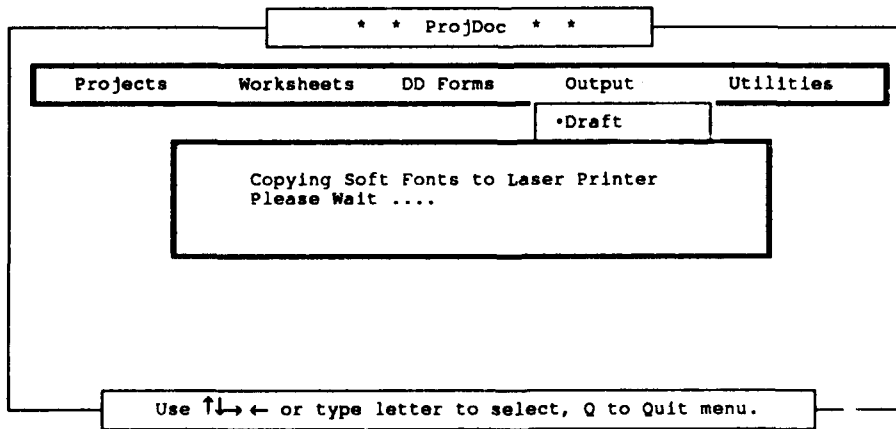 * * ProjDoc * *
Projects Worksheets DD Forms Output Utilities
•Draft
Copying Soft Fonts to Laser Printer
Please Wait ....
Use ↑↓→ ← or type letter to select, Q to Quit menu.